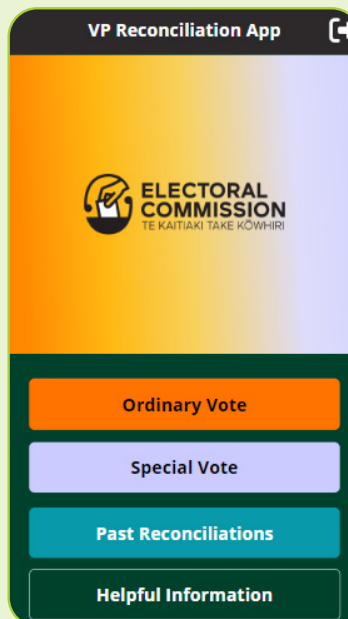 VP Reconciliation App
ELECTORAL
COMMISSION
TE KAITIAKI TAKE KŌWHIRI
Ordinary Vote
Special Vote
Past Reconciliations
Helpful Information